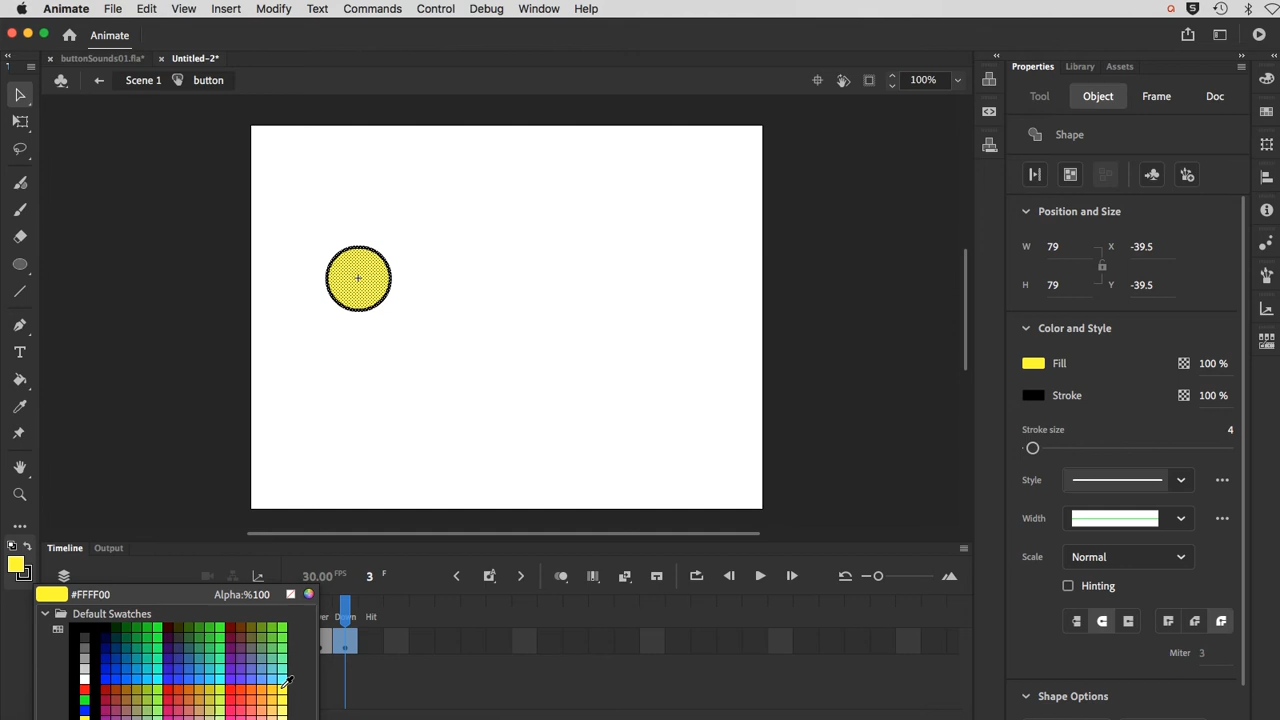 Animate File Edit View Insert Modify Text Commands Control Debug Window Help
Animate
buttonSounds01.fla* Untitled-2*
Scene 1 button 100%
Properties Library Assets
Tool Object Frame Doc
Shape
Position and Size
W 79 X -39.5
H 79 Y -39.5
Color and Style
Fill 100 %
Stroke 100 %
Stroke size 4
Style
Width
Scale Normal
Hinting
Miter 3
Shape Options
Timeline Output
30.00 FPS 3 F
#FFFF00 Alpha:%100
Default Swatches
Down Hit